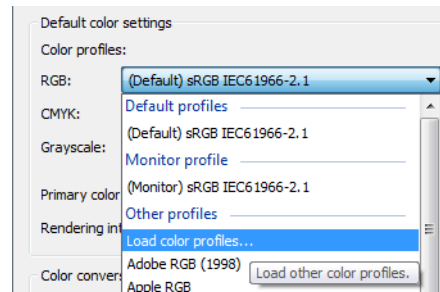 Default color settings
Color profiles:
RGB: (Default) sRGB IEC61966-2.1
CMYK: Default profiles
(Default) sRGB IEC61966-2.1
Grayscale: Monitor profile
Primary color (Monitor) sRGB IEC61966-2.1
Other profiles
Rendering int Load color profiles...
Adobe RGB (1998) Load other color profiles.
Color convers Apple RGB